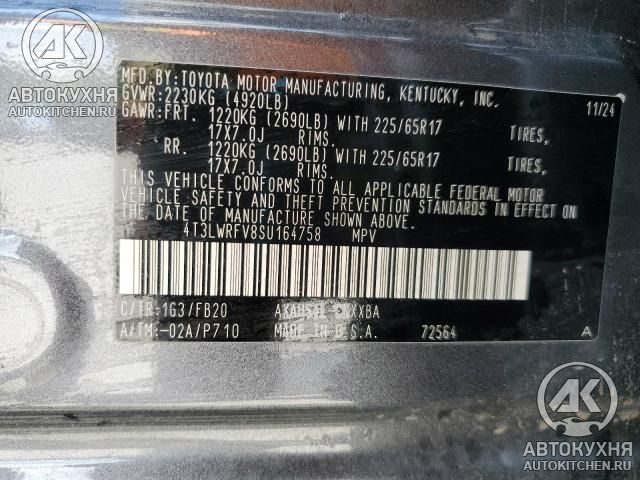 AK
АВТОКУХНЯ
AUTOKITCHEN.RU
MFD.BY:TOYOTA MOTOR MANUFACTURING, KENTUCKY, INC.
GVWR:2230KG (4920LB) 11/24
GAWR:FRT. 1220KG (2690LB) WITH 225/65R17 TIRES,
17X7.0J RIMS.
RR. 1220KG (2690LB) WITH 225/65R17 TIRES,
17X7.0J RIMS.
THIS VEHICLE CONFORMS TO ALL APPLICABLE FEDERAL MOTOR
VEHICLE SAFETY AND THEFT PREVENTION STANDARDS IN EFFECT ON
THE DATE OF MANUFACTURE SHOWN ABOVE.
4T3LWRFV8SU164758 MPV
C/TR:1G3/FB20
A/TM:-02A/P710 MADE IN U.S.A. 72564 A
AK
АВТОКУХНЯ
AUTOKITCHEN.RU